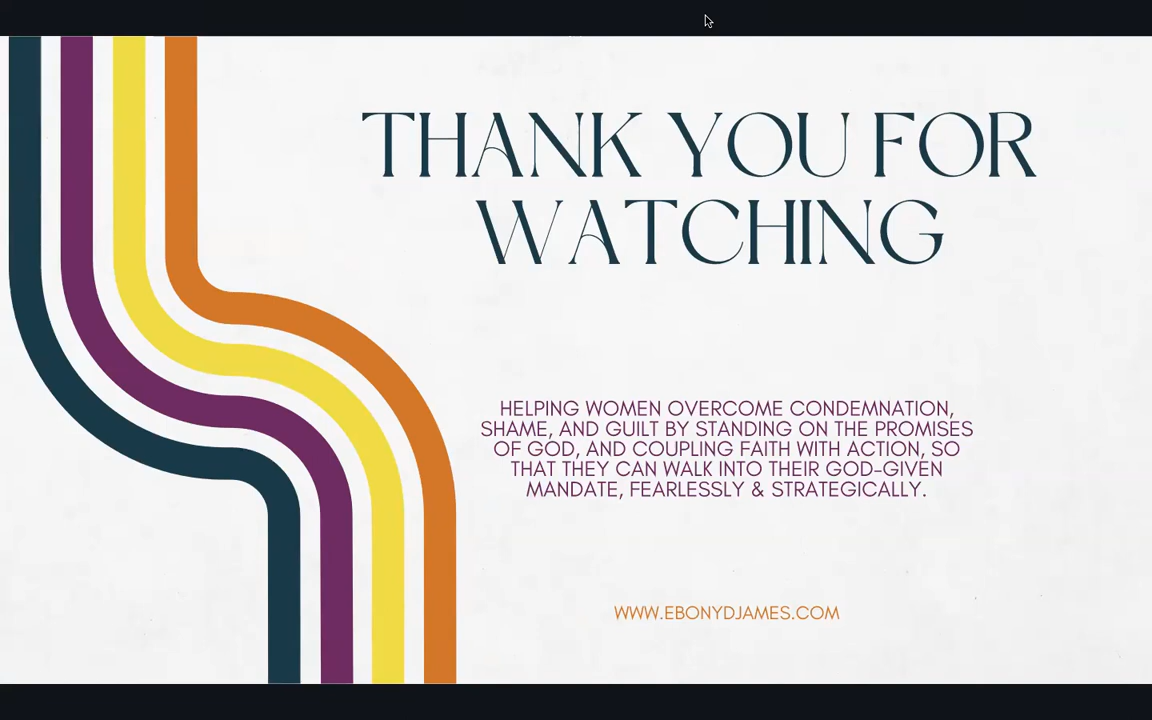 THANK YOU FOR
WATCHING
HELPING WOMEN OVERCOME CONDEMNATION,
SHAME, AND GUILT BY STANDING ON THE PROMISES
OF GOD, AND COUPLING FAITH WITH ACTION, SO
THAT THEY CAN WALK INTO THEIR GOD-GIVEN
MANDATE, FEARLESSLY & STRATEGICALLY.
WWW.EBONYDJAMES.COM